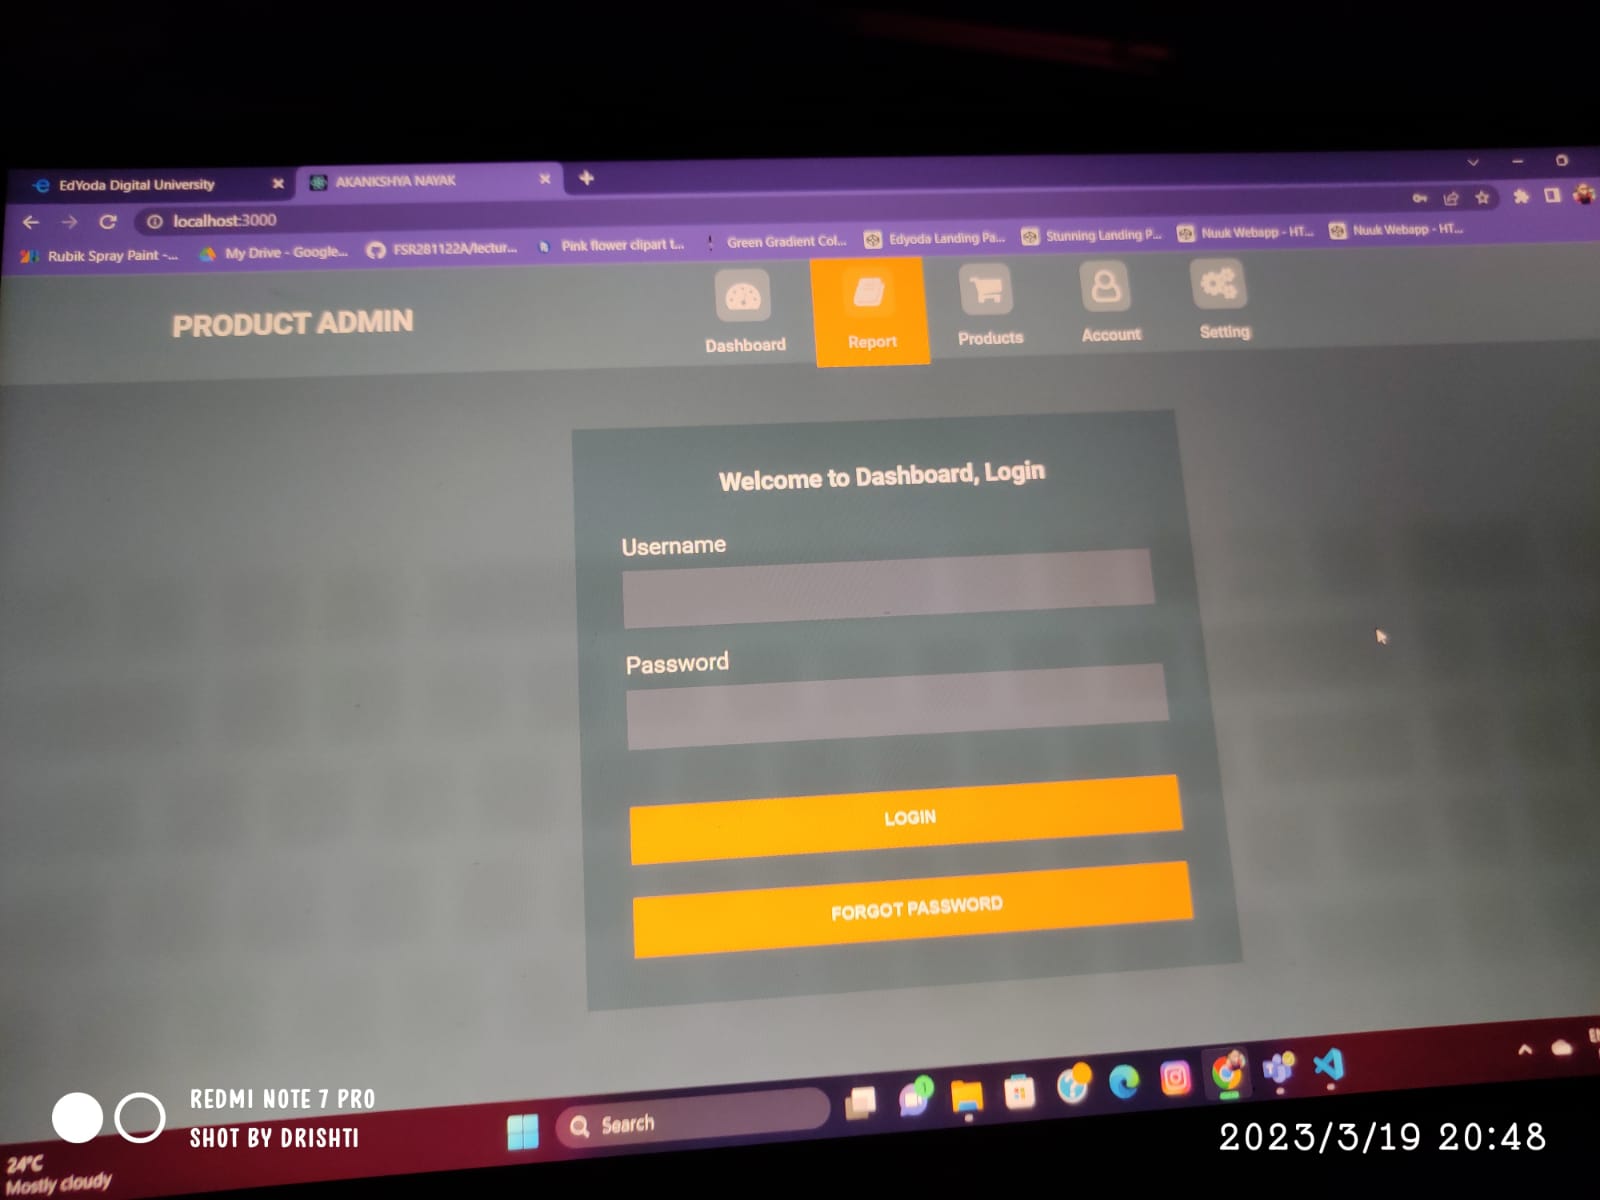 EdYoda Digital University
AKANKSHYA NAYAK
localhost:3000
Rubik Spray Paint -...
My Drive - Google...
FSR281122A/lectur...
Pink flower clipart t...
Green Gradient Col...
Edyoda Landing Pa...
Stunning Landing P...
Nuuk Webapp - HT...
Nuuk Webapp - HT...
PRODUCT ADMIN
Dashboard
Report
Products
Account
Setting
Welcome to Dashboard, Login
Username
Password
LOGIN
FORGOT PASSWORD
REDMI NOTE 7 PRO
SHOT BY DRISHTI
Search
1
2023/3/19 20:48
24°C
Mostly cloudy